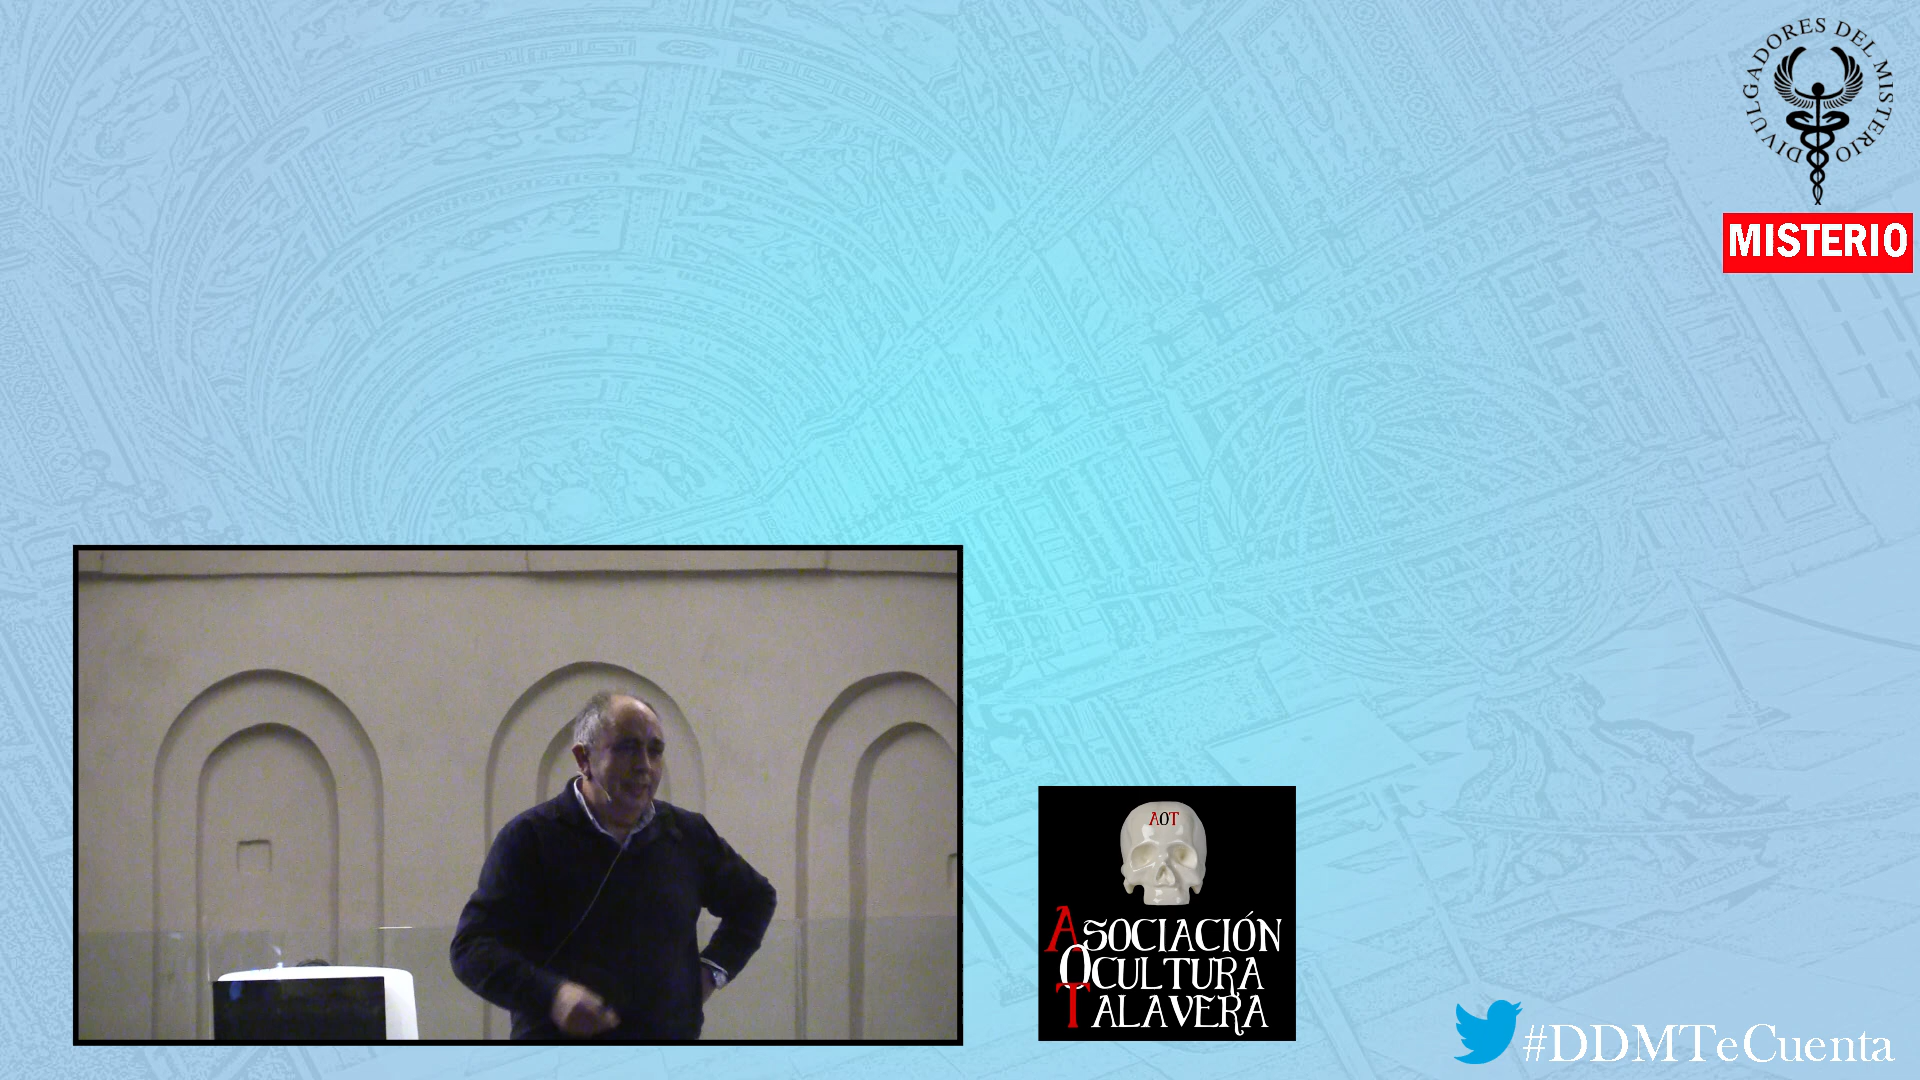 DIVULGADORES DEL MISTERIO
MISTERIO
AOT
ASOCIACIÓN
OCULTURA
TALAVERA
#DDMTeCuenta